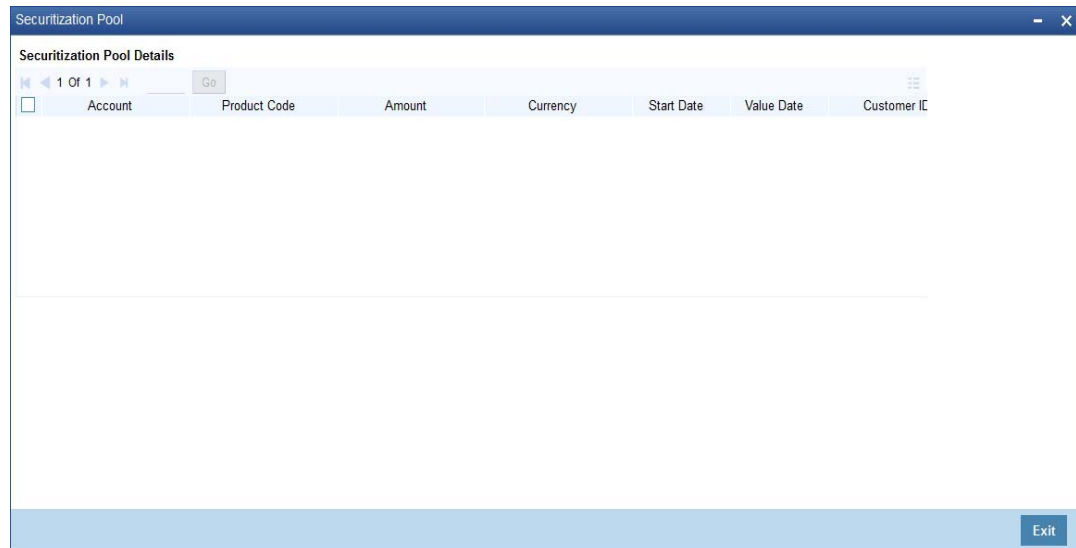 Securitization Pool
Securitization Pool Details
1 Of 1 Go
Account Product Code Amount Currency Start Date Value Date Customer ID
Exit